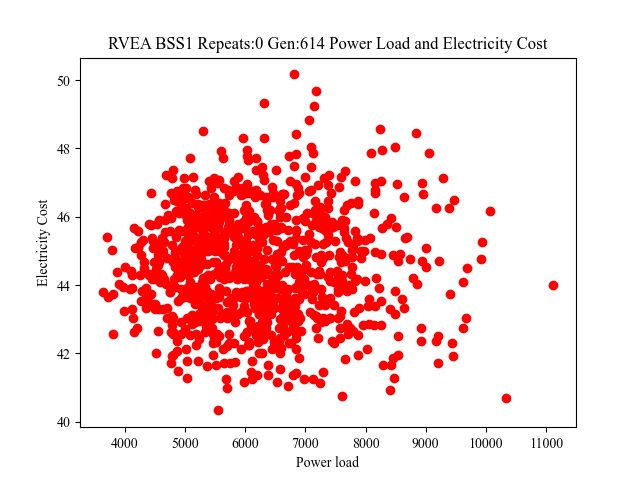 RVEA BSS1 Repeats:0 Gen:614 Power Load and Electricity Cost
50
48
46
44
42
40
Electricity Cost
4000 5000 6000 7000 8000 9000 10000 11000
Power load